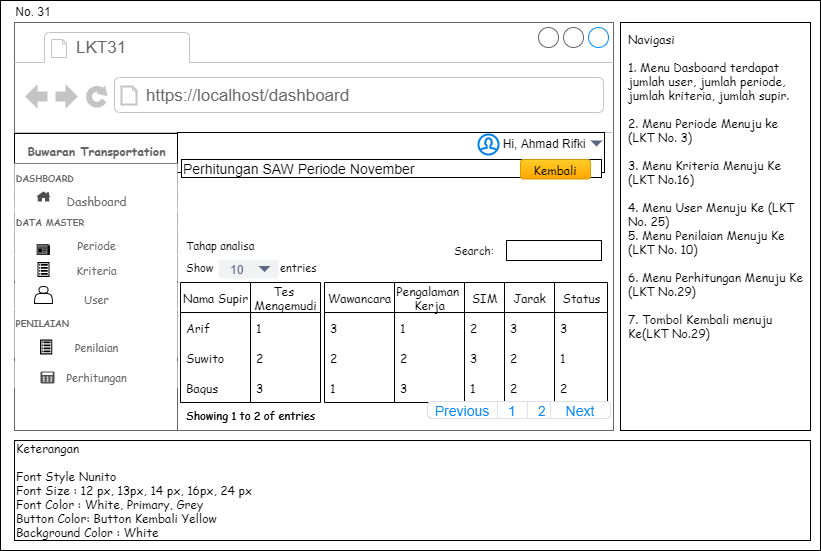 No. 31
LKT31
https://localhost/dashboard
Hi, Ahmad Rifki
Buwaran Transportation
Perhitungan SAW Periode November
Kembali
DASHBOARD
Dashboard
DATA MASTER
Periode
Kriteria
User
PENILAIAN
Penilaian
Perhitungan
Tahap analisa
Search:
Show 10 entries
Nama Supir Tes Mengemudi Wawancara Pengalaman Kerja SIM Jarak Status
Arif 1 3 1 2 3 3
Suwito 2 2 2 3 2 1
Bagus 3 1 3 1 2 2
Showing 1 to 2 of entries
Previous 1 2 Next
Navigasi
1. Menu Dasboard terdapat
jumlah user, jumlah periode,
jumlah kriteria, jumlah supir.
2. Menu Periode Menuju ke
(LKT No. 3)
3. Menu Kriteria Menuju Ke
(LKT No.16)
4. Menu User Menuju Ke (LKT
No. 25)
5. Menu Penilaian Menuju Ke
(LKT No. 10)
6. Menu Perhitungan Menuju Ke
(LKT No.29)
7. Tombol Kembali menuju
Ke(LKT No.29)
Keterangan
Font Style Nunito
Font Size : 12 px, 13px, 14 px, 16px, 24 px
Font Color : White, Primary, Grey
Button Color: Button Kembali Yellow
Background Color : White